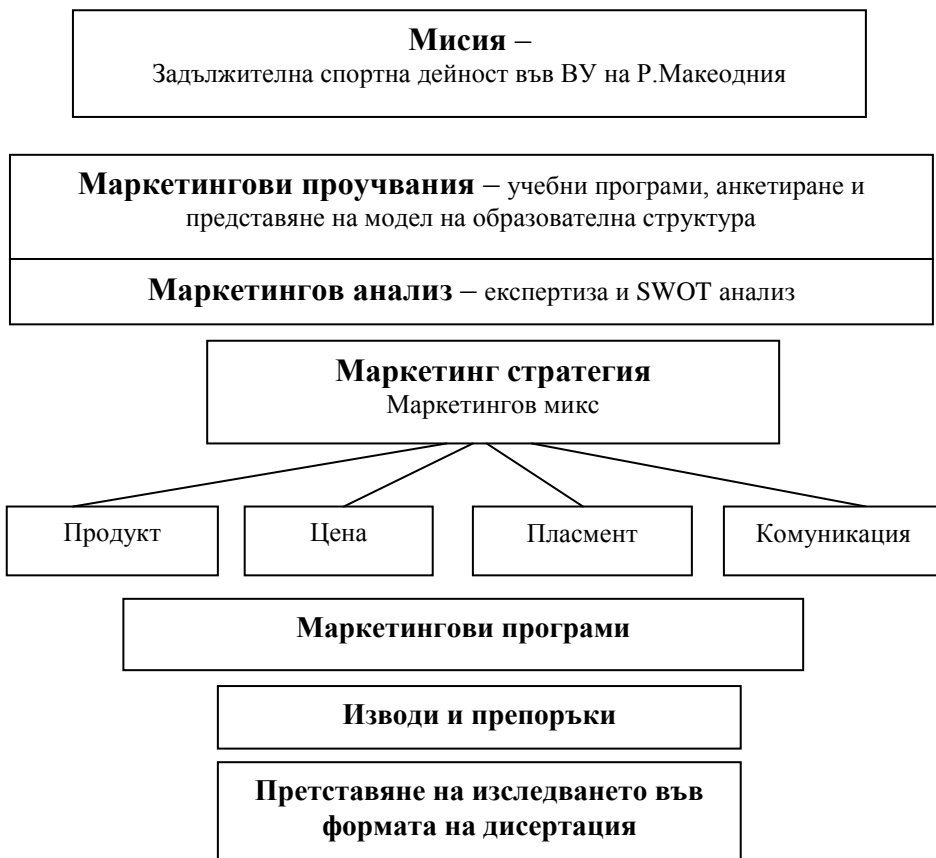 Мисия –
Задължителна спортна дейност във ВУ на Р.Макеодния
Маркетингови проучвания – учебни програми, анкетиране и
представяне на модел на образователна структура
Маркетингов анализ – експертиза и SWOT анализ
Маркетинг стратегия
Маркетингов микс
Продукт
Цена
Пласмент
Комуникация
Маркетингови програми
Изводи и препоръки
Претставяне на изследването във
формата на дисертация